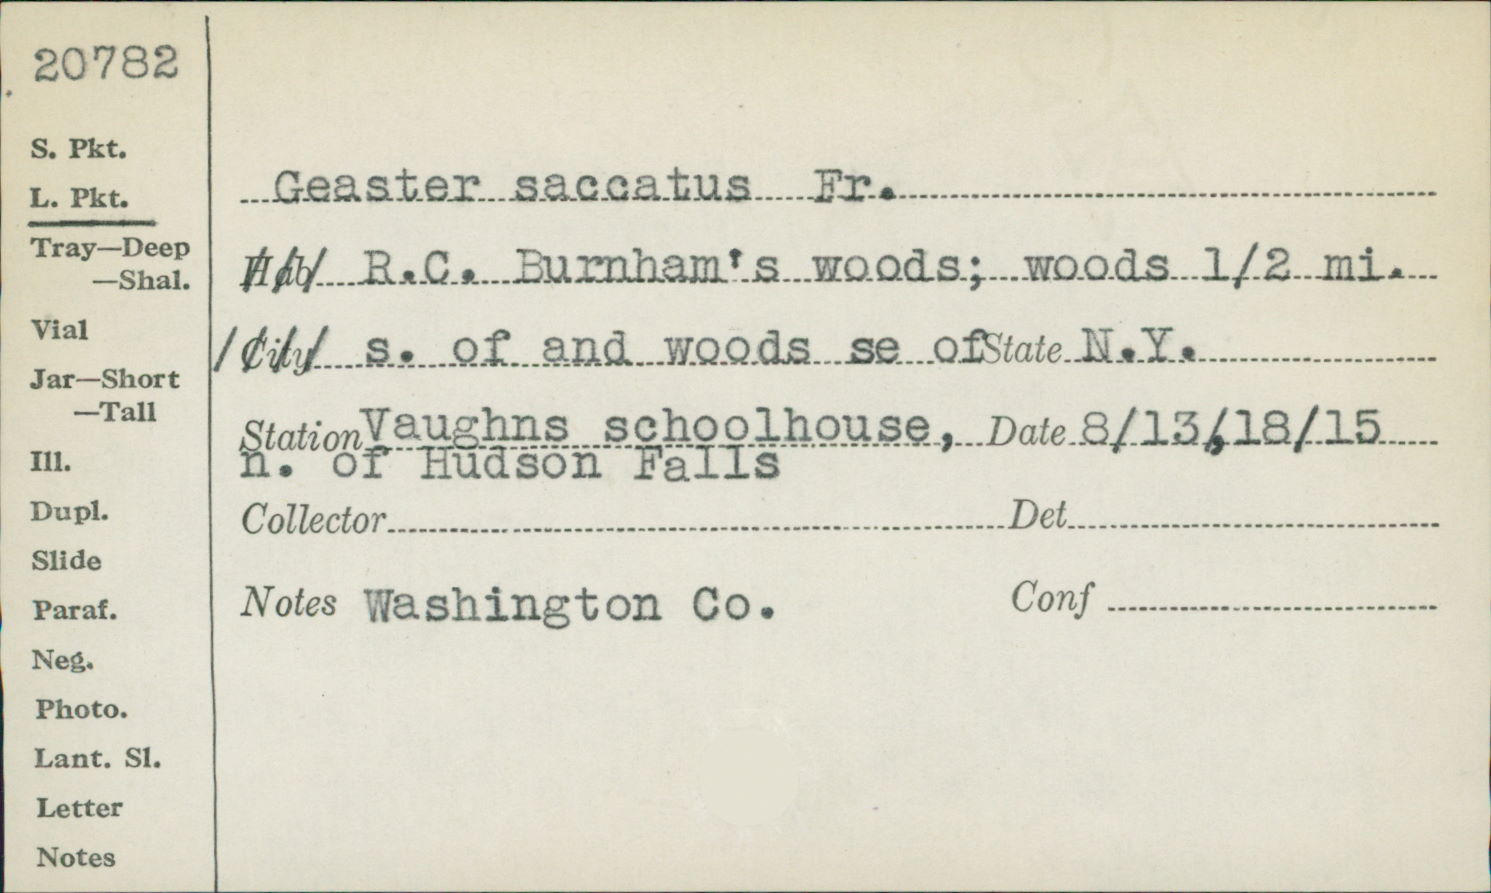 20782
S. Pkt.
L. Pkt.
Tray—Deep
—Shal.
Vial
Jar—Short
—Tall
Ill.
Dupl.
Slide
Paraf.
Neg.
Photo.
Lant. Sl.
Letter
Notes
Geaster saccatus Fr.
Hab R.C. Burnham's woods; woods 1/2 mi.
City s. of and woods se of State N.Y.
Station Vaughns schoolhouse, Date 8/13,18/15
n. of Hudson Falls
Collector Det
Notes Washington Co. Conf